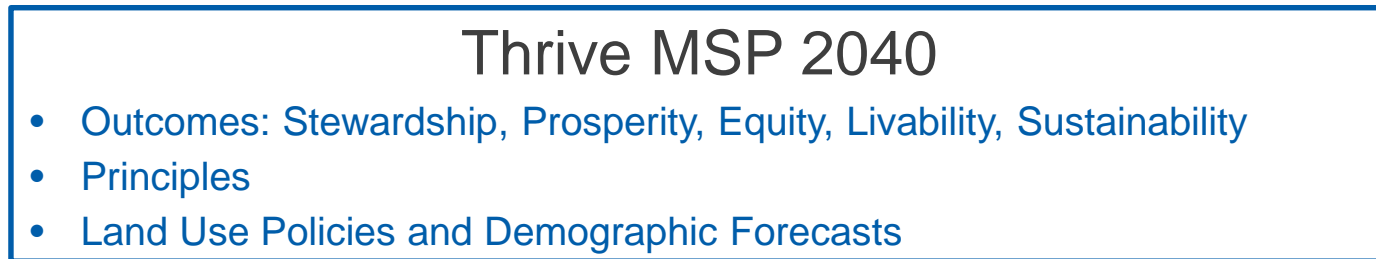 Thrive MSP 2040
• Outcomes: Stewardship, Prosperity, Equity, Livability, Sustainability
• Principles
• Land Use Policies and Demographic Forecasts